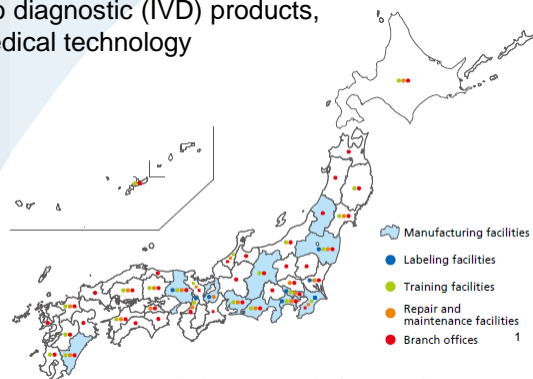 o diagnostic (IVD) products,
edical technology
Manufacturing facilities
Labeling facilities
Training facilities
Repair and
maintenance facilities
Branch offices
1